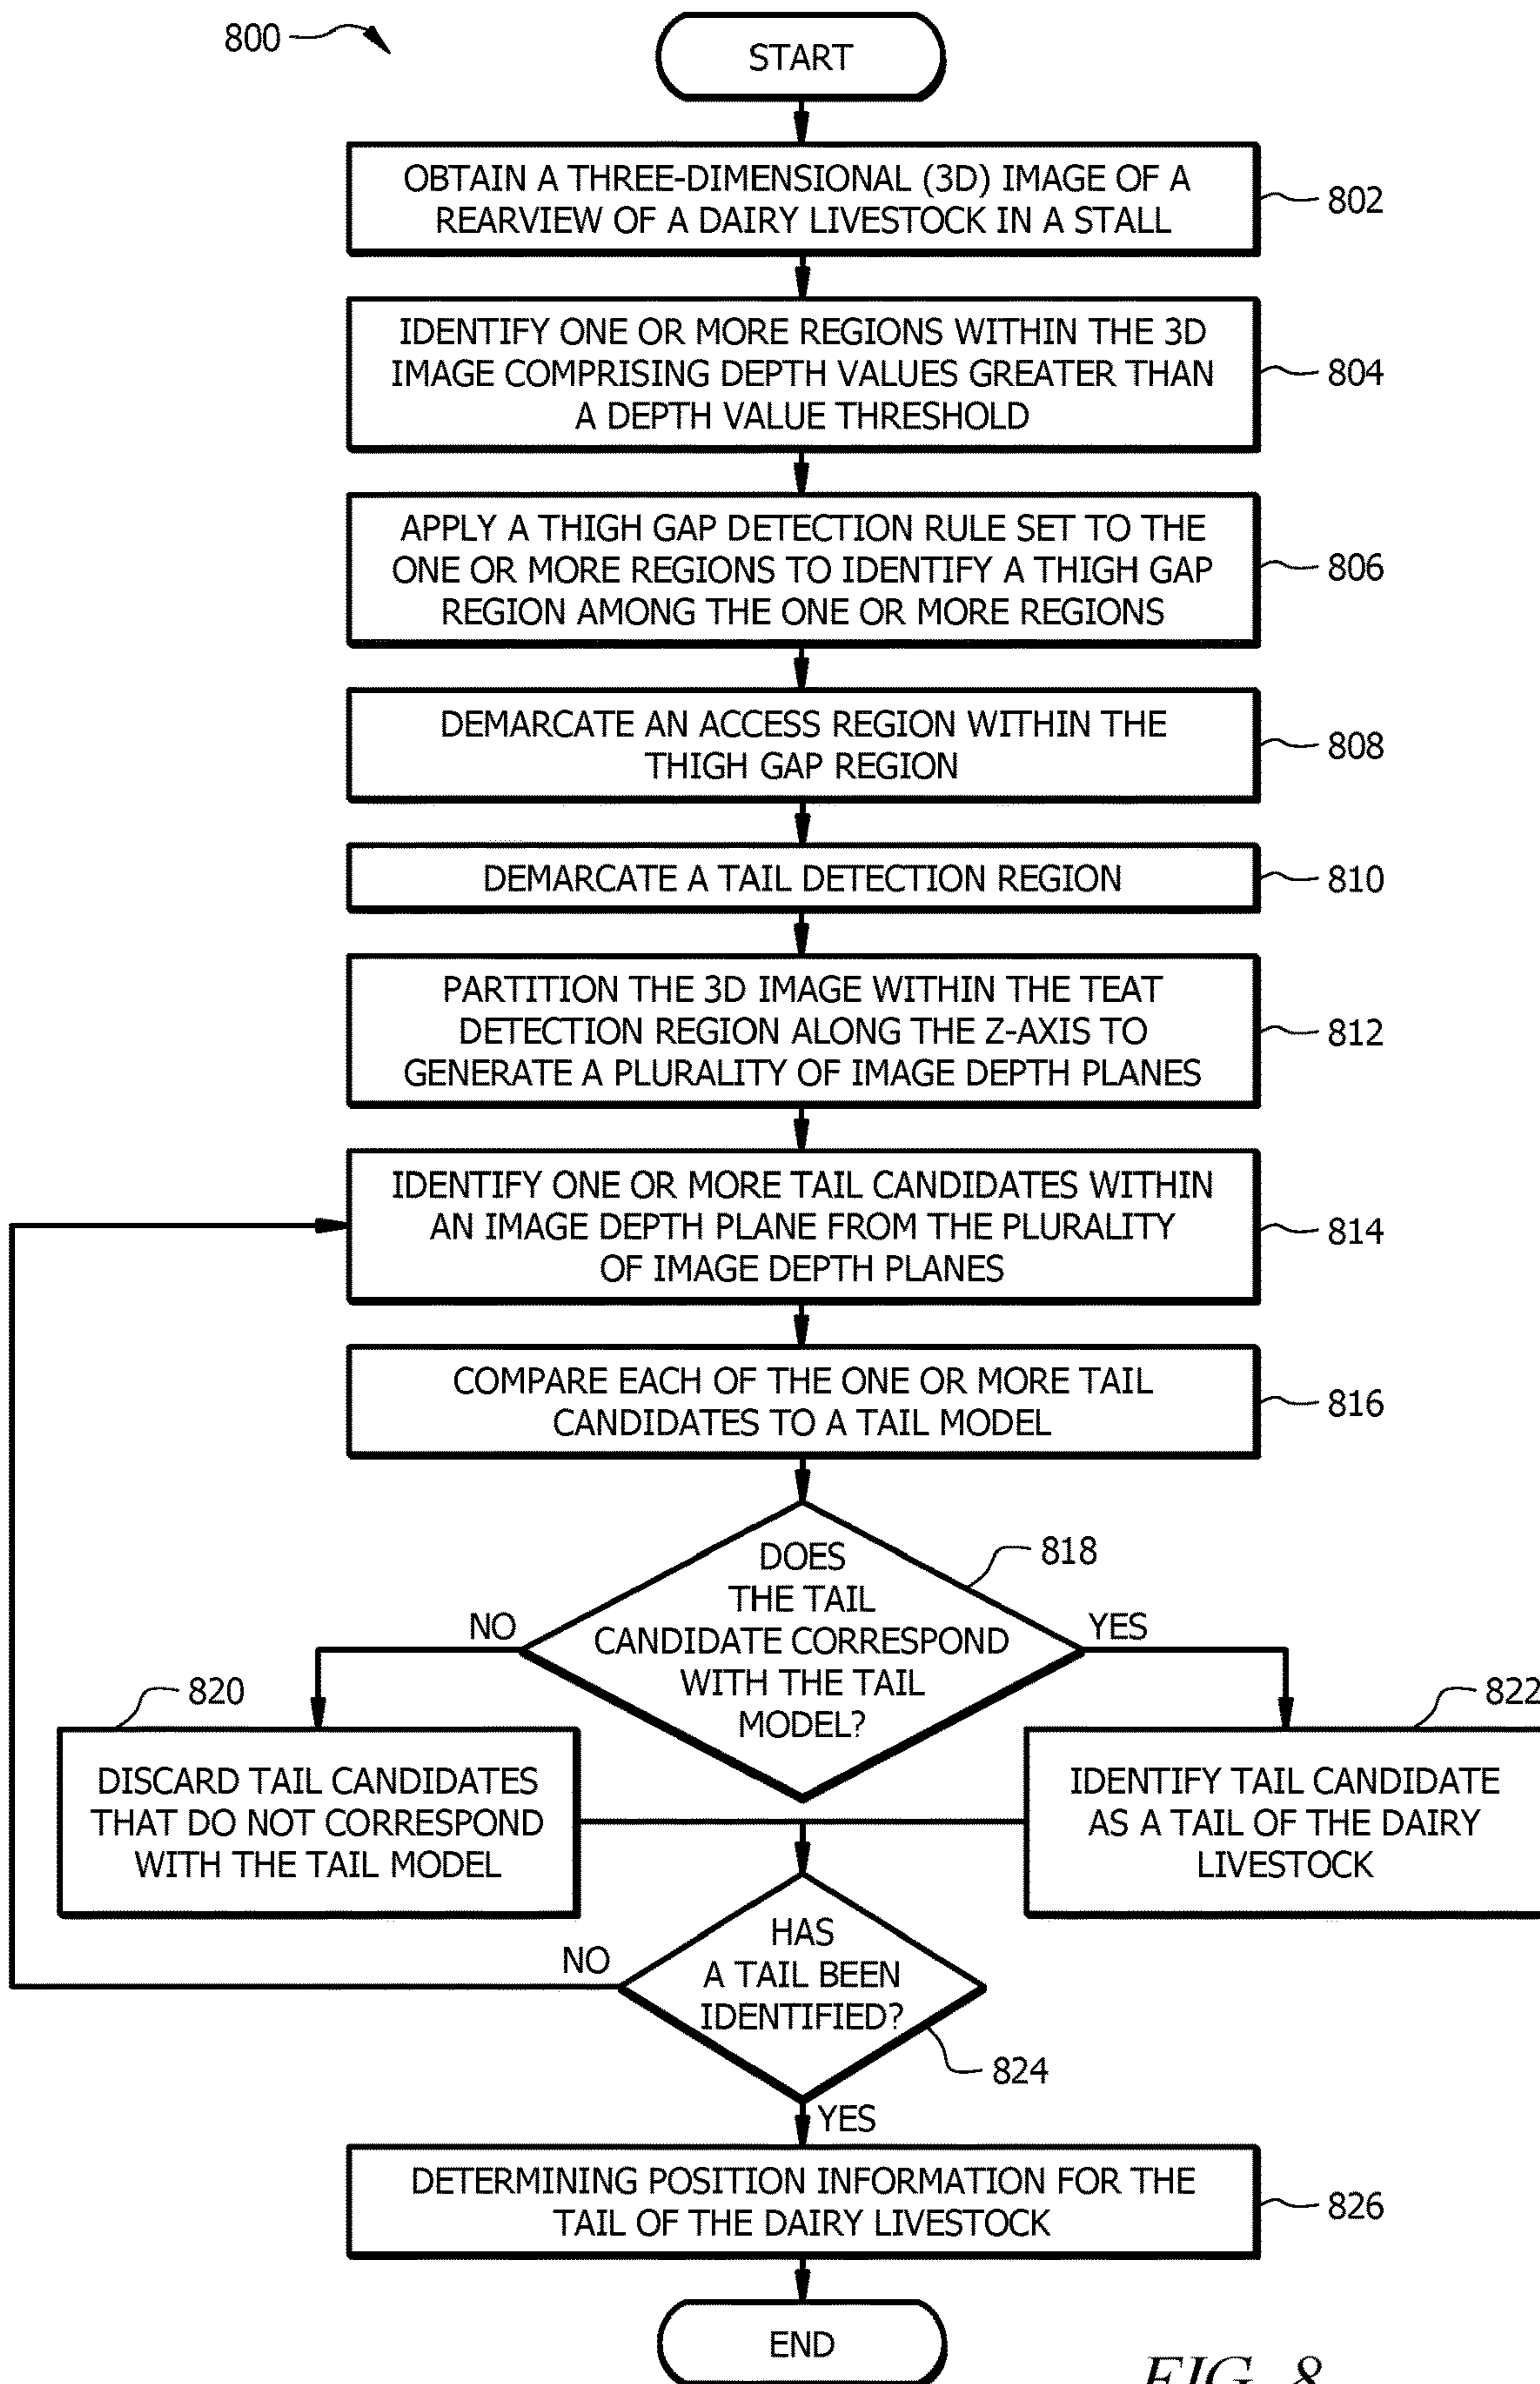 800
START
OBTAIN A THREE-DIMENSIONAL (3D) IMAGE OF A
REARVIEW OF A DAIRY LIVESTOCK IN A STALL
802
IDENTIFY ONE OR MORE REGIONS WITHIN THE 3D
IMAGE COMPRISING DEPTH VALUES GREATER THAN
A DEPTH VALUE THRESHOLD
804
APPLY A THIGH GAP DETECTION RULE SET TO THE
ONE OR MORE REGIONS TO IDENTIFY A THIGH GAP
REGION AMONG THE ONE OR MORE REGIONS
806
DEMARCATE AN ACCESS REGION WITHIN THE
THIGH GAP REGION
808
DEMARCATE A TAIL DETECTION REGION
810
PARTITION THE 3D IMAGE WITHIN THE TEAT
DETECTION REGION ALONG THE Z-AXIS TO
GENERATE A PLURALITY OF IMAGE DEPTH PLANES
812
IDENTIFY ONE OR MORE TAIL CANDIDATES WITHIN
AN IMAGE DEPTH PLANE FROM THE PLURALITY
OF IMAGE DEPTH PLANES
814
COMPARE EACH OF THE ONE OR MORE TAIL
CANDIDATES TO A TAIL MODEL
816
DOES
THE TAIL
CANDIDATE CORRESPOND
WITH THE TAIL
MODEL?
818
NO
YES
820
DISCARD TAIL CANDIDATES
THAT DO NOT CORRESPOND
WITH THE TAIL MODEL
822
IDENTIFY TAIL CANDIDATE
AS A TAIL OF THE DAIRY
LIVESTOCK
HAS
A TAIL BEEN
IDENTIFIED?
NO
824
YES
DETERMINING POSITION INFORMATION FOR THE
TAIL OF THE DAIRY LIVESTOCK
826
END
FIG. 8